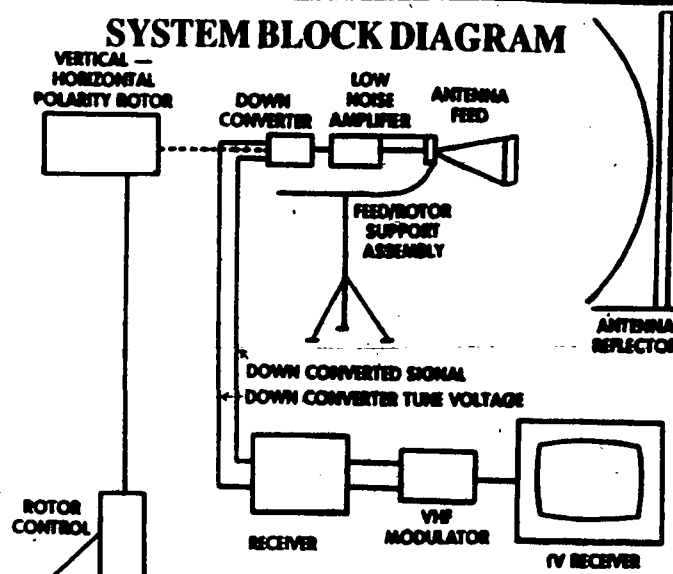 SYSTEM BLOCK DIAGRAM
VERTICAL —
HORIZONTAL
POLARITY ROTOR
DOWN
CONVERTER
LOW
NOISE
AMPLIFIER
ANTENNA
FEED
FEED/ROTOR
SUPPORT
ASSEMBLY
ANTENNA
REFLECTOR
DOWN CONVERTED SIGNAL
DOWN CONVERTER TUNE VOLTAGE
ROTOR
CONTROL
RECEIVER
VHF
MODULATOR
TV RECEIVER